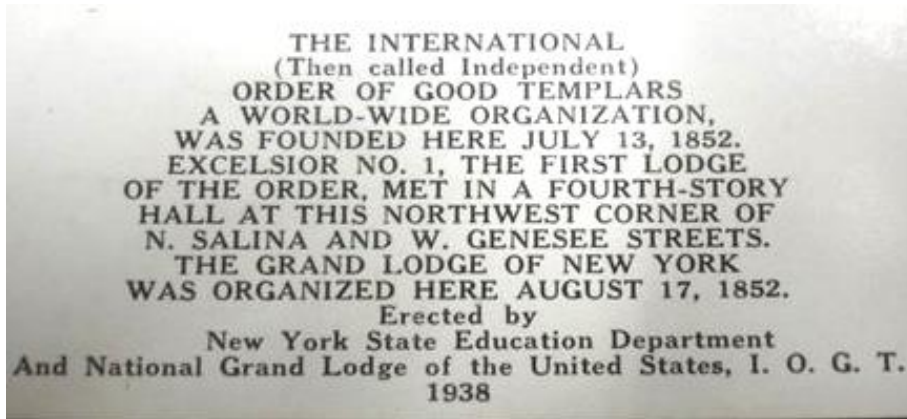 THE INTERNATIONAL
(Then called Independent)
ORDER OF GOOD TEMPLARS
A WORLD-WIDE ORGANIZATION,
WAS FOUNDED HERE JULY 13, 1852.
EXCELSIOR NO. 1, THE FIRST LODGE
OF THE ORDER, MET IN A FOURTH-STORY
HALL AT THIS NORTHWEST CORNER OF
N. SALINA AND W. GENESEE STREETS.
THE GRAND LODGE OF NEW YORK
WAS ORGANIZED HERE AUGUST 17, 1852.
Erected by
New York State Education Department
And National Grand Lodge of the United States, I. O. G. T.
1938